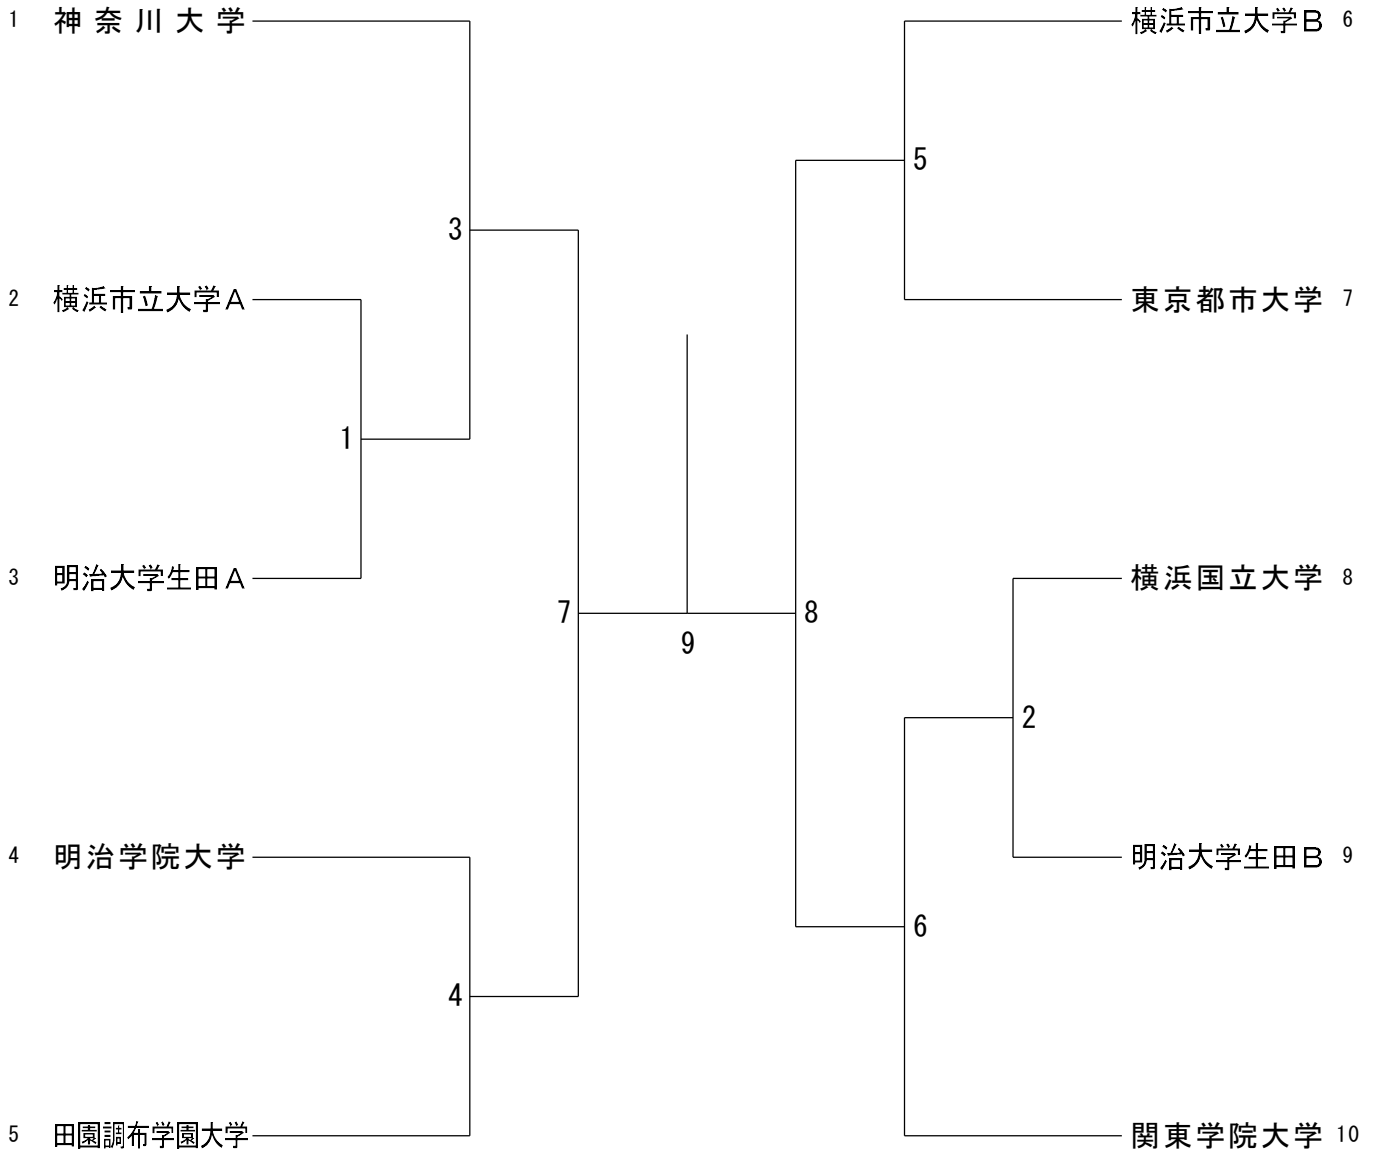 1 神奈川大学
2 横浜市立大学A
3 明治大学生田A
4 明治学院大学
5 田園調布学園大学
3
1
7
4
9
横浜市立大学B 6
東京都市大学 7
横浜国立大学 8
明治大学生田B 9
関東学院大学 10
5
8
2
6